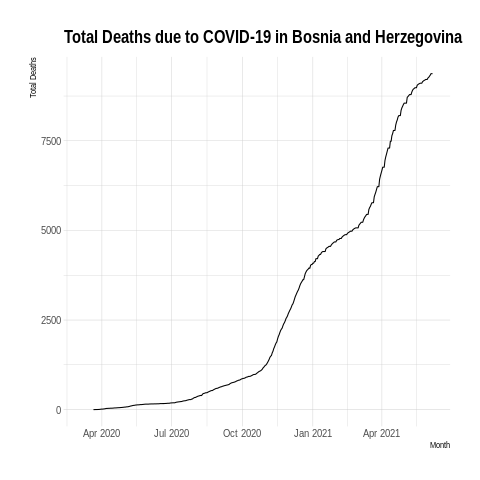 Total Deaths due to COVID-19 in Bosnia and Herzegovina
Total Deaths
7500
5000
2500
0
Apr 2020 Jul 2020 Oct 2020 Jan 2021 Apr 2021
Month